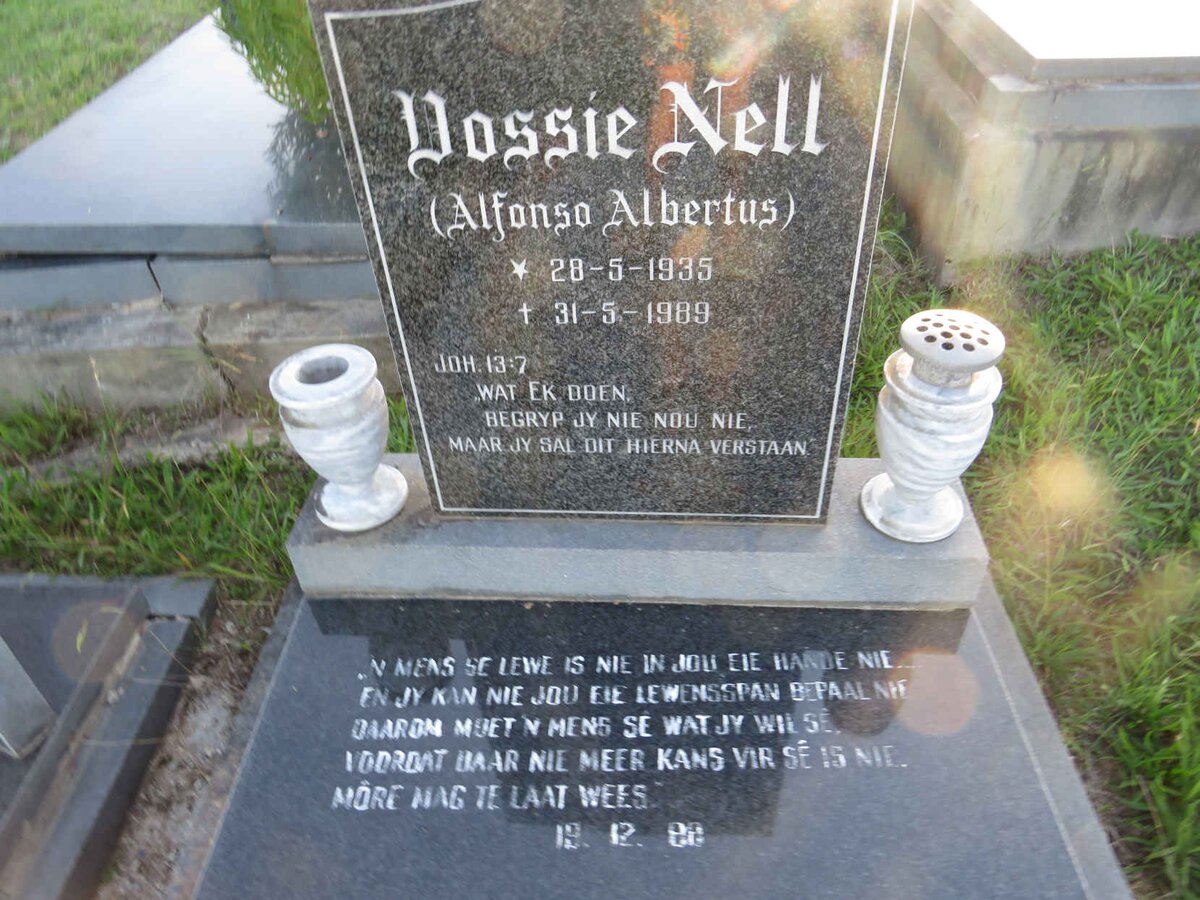 Vossie Nell
(Alfonso Albertus)
★ 28-5-1935
✝ 31-5-1989
JOH. 13:7
„WAT EK DOEN,
BEGRYP JY NIE NOU NIE,
MAAR JY SAL DIT HIERNA VERSTAAN"
„'N MENS SE LEWE IS NIE IN JOU EIE HANDE NIE...
EN JY KAN NIE JOU EIE LEWENSSPAN BEPAAL NIE
DAAROM MOET 'N MENS SÊ WAT JY WIL SÊ,
VOORDAT DAAR NIE MEER KANS VIR SÊ IS NIE.
MÔRE MAG TE LAAT WEES."
19. 12.